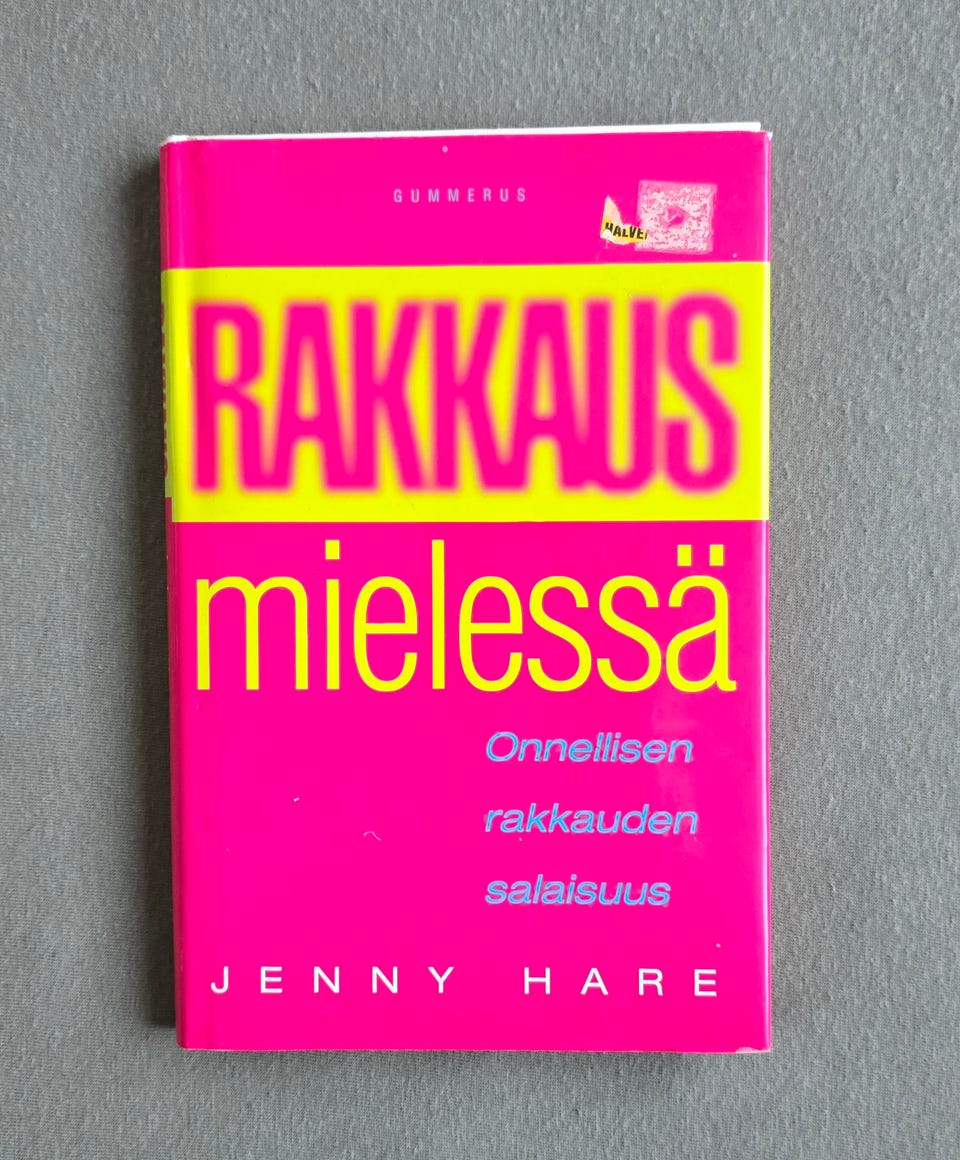 GUMMERUS
HALVE
RAKKAUS
mielessä
Onnellisen
rakkauden
salaisuus
JENNY HARE